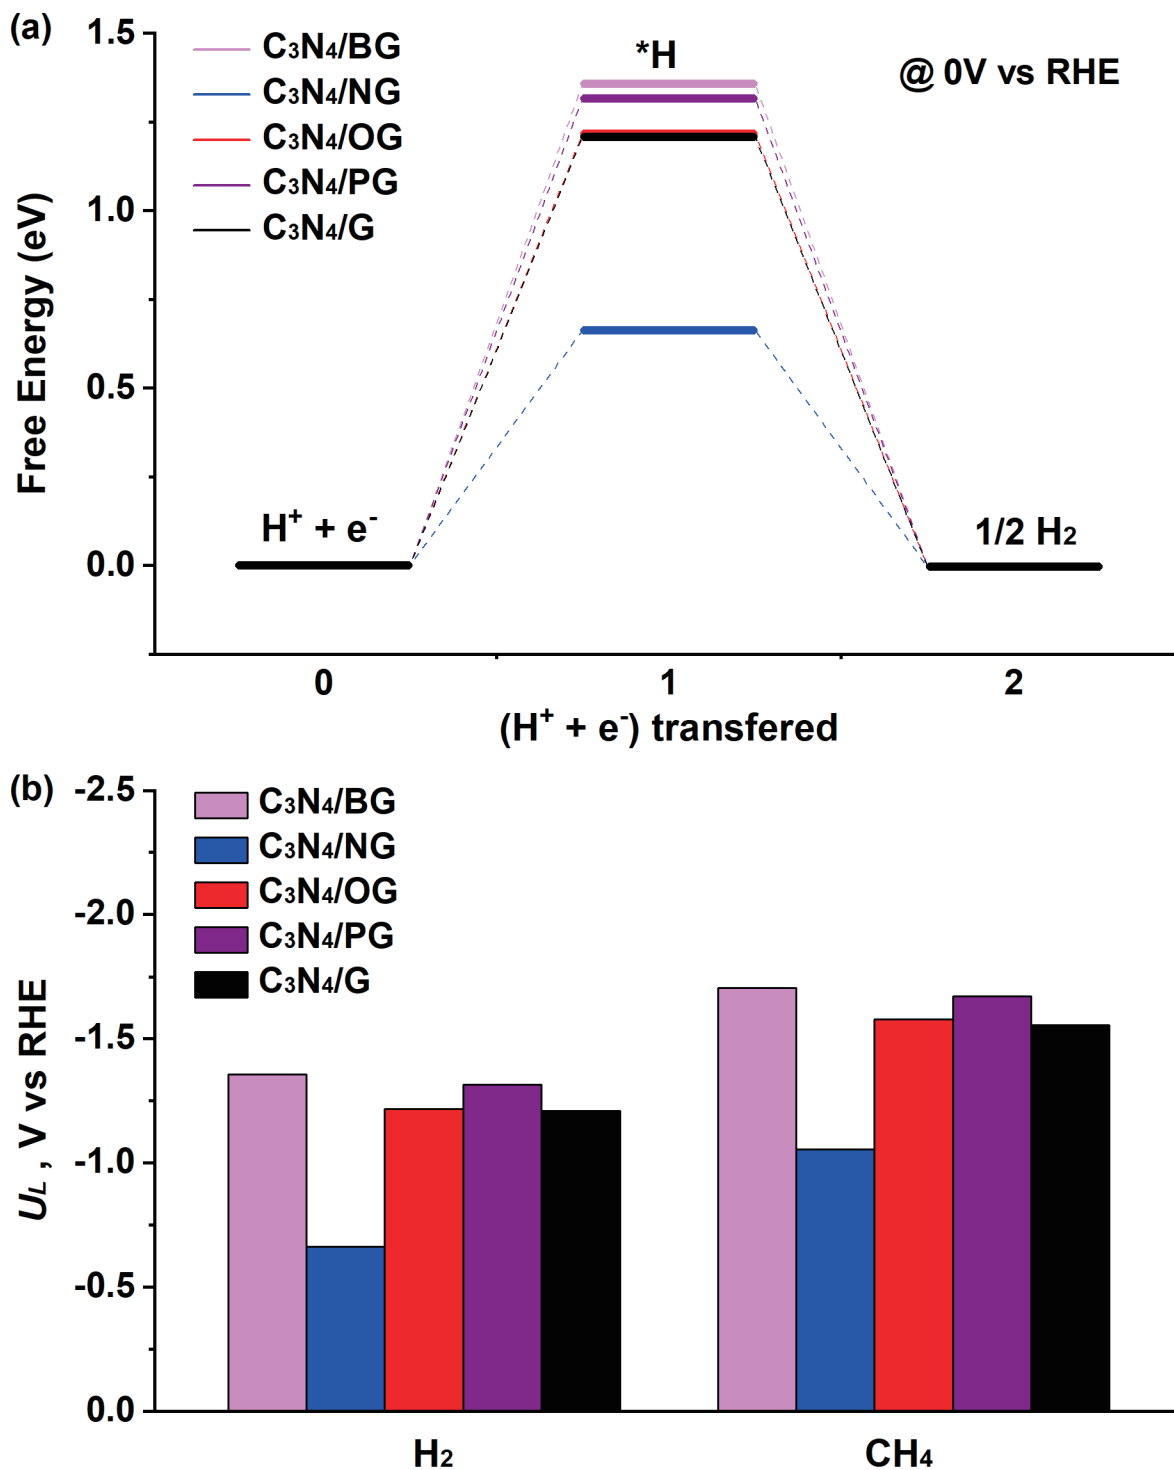 (a)
1.5
1.0
0.5
0.0
Free Energy (eV)
C₃N₄/BG
C₃N₄/NG
C₃N₄/OG
C₃N₄/PG
C₃N₄/G
*H
@ 0V vs RHE
H⁺ + e⁻
1/2 H₂
0 1 2
(H⁺ + e⁻) transfered
(b)
-2.5
-2.0
-1.5
-1.0
-0.5
0.0
U_L , V vs RHE
C₃N₄/BG
C₃N₄/NG
C₃N₄/OG
C₃N₄/PG
C₃N₄/G
H₂ CH₄